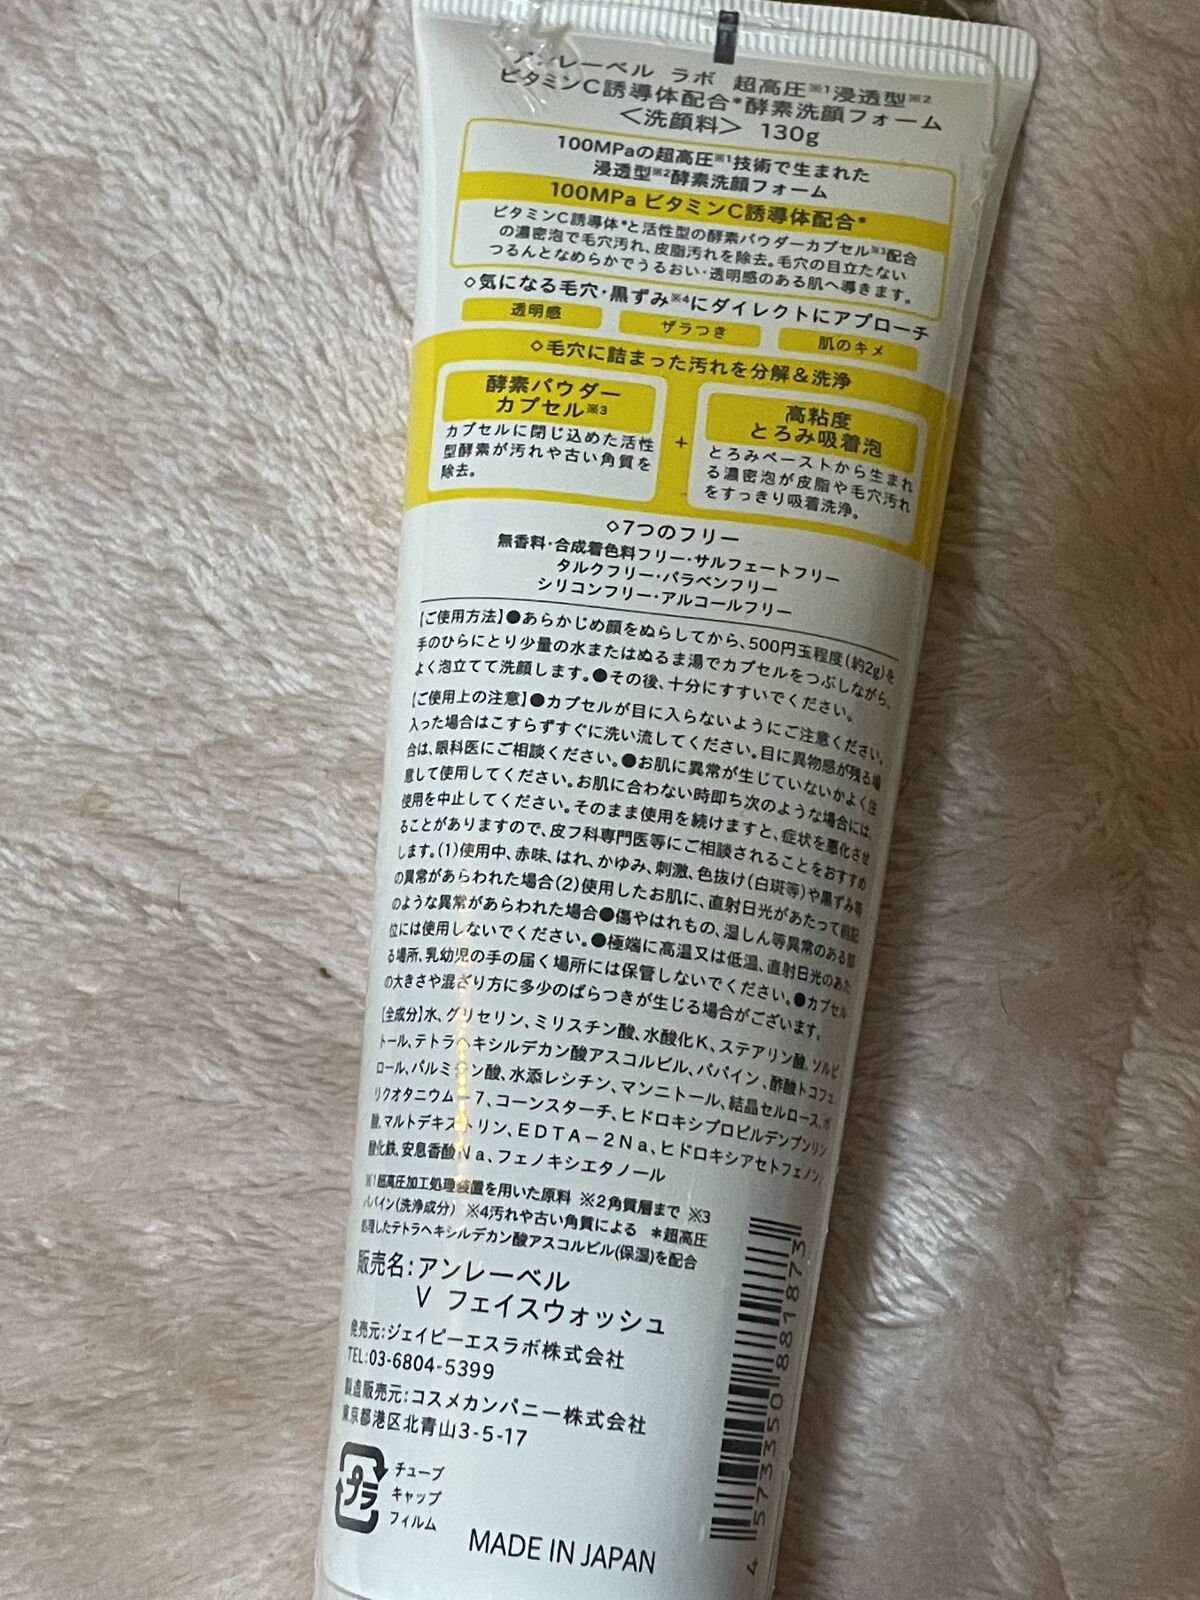 アンレーベル ラボ 超高圧※1浸透型※2
ビタミンC誘導体配合*酵素洗顔フォーム
＜洗顔料＞ 130g
100MPaの超高圧※1技術で生まれた
浸透型※2酵素洗顔フォーム
100MPa ビタミンC誘導体配合*
ビタミンC誘導体*と活性型の酵素パウダーカプセル※3配合
の濃密泡で毛穴汚れ、皮脂汚れを除去。毛穴の目立たない
つるんとなめらかでうるおい・透明感のある肌へ導きます。
◇気になる毛穴・黒ずみ※4にダイレクトにアプローチ
透明感 ザラつき 肌のキメ
◇毛穴に詰まった汚れを分解＆洗浄
酵素パウダー
カプセル※3
カプセルに閉じ込めた活性
型酵素が汚れや古い角質を
除去。
+
高粘度
とろみ吸着泡
とろみペーストから生まれ
る濃密泡が皮脂や毛穴汚れ
をすっきり吸着洗浄。
◇7つのフリー
無香料・合成着色料フリー・サルフェートフリー
タルクフリー・パラベンフリー
シリコンフリー・アルコールフリー
【ご使用方法】●あらかじめ顔をぬらしてから、500円玉程度(約2g)を
手のひらにとり少量の水またはぬるま湯でカプセルをつぶしながら、
よく泡立てて洗顔します。●その後、十分にすすいでください。
【ご使用上の注意】●カプセルが目に入らないようにご注意ください。
入った場合はこすらずすぐに洗い流してください。目に異物感が残る場
合は、眼科医にご相談ください。●お肌に異常が生じていないかよく注
意して使用してください。お肌に合わない時即ち次のような場合には、
使用を中止してください。そのまま使用を続けますと、症状を悪化させ
ることがありますので、皮フ科専門医等にご相談されることをおすすめ
します。(1)使用中、赤味、はれ、かゆみ、刺激、色抜け(白斑等)や黒ずみ等
の異常があらわれた場合(2)使用したお肌に、直射日光があたって前記
のような異常があらわれた場合●傷やはれもの、湿しん等異常のある部
位には使用しないでください。●極端に高温又は低温、直射日光のあた
る場所、乳幼児の手の届く場所には保管しないでください。●カプセル
の大きさや混ざり方に多少のばらつきが生じる場合がございます。
【全成分】水、グリセリン、ミリスチン酸、水酸化K、ステアリン酸、ソルビ
トール、テトラヘキシルデカン酸アスコルビル、パパイン、酢酸トコフェ
ロール、パルミチン酸、水添レシチン、マンニトール、結晶セルロース、ポ
リクオタニウム－7、コーンスターチ、ヒドロキシプロピルデンプンリン
酸、マルトデキストリン、EDTA－2Na、ヒドロキシアセトフェノン、
酸化鉄、安息香酸Na、フェノキシエタノール
※1超高圧加工処理装置を用いた原料 ※2角質層まで ※3
パパイン(洗浄成分) ※4汚れや古い角質による *超高圧
処理したテトラヘキシルデカン酸アスコルビル(保湿)を配合
販売名：アンレーベル
V フェイスウォッシュ
発売元：ジェイピーエスラボ株式会社
TEL:03-6804-5399
製造販売元：コスメカンパニー株式会社
東京都港区北青山3-5-17
プラ
チューブ
キャップ
フィルム
MADE IN JAPAN
4 573350 881873